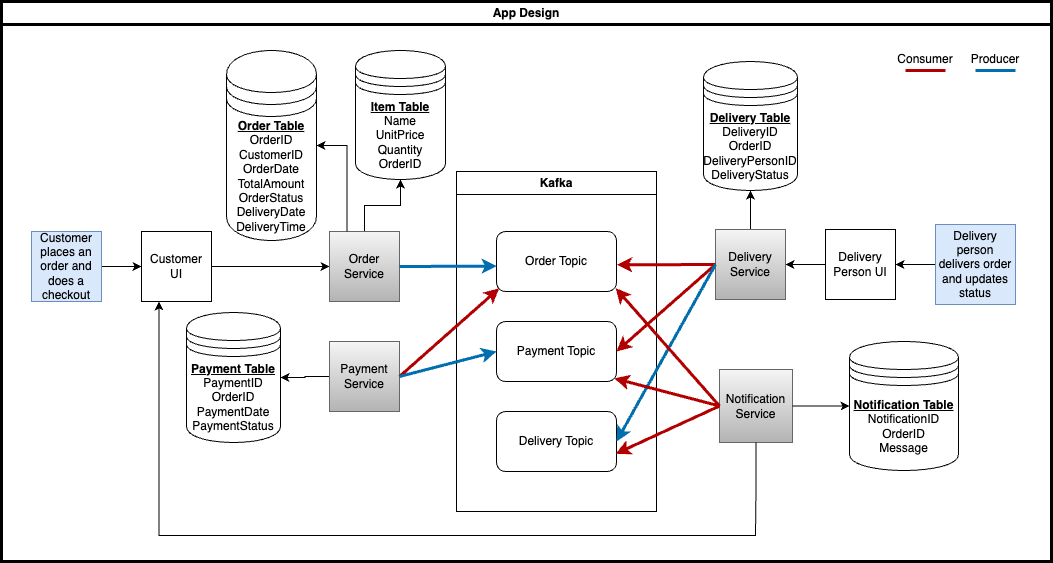 App Design
Consumer
Producer
Order Table
OrderID
CustomerID
OrderDate
TotalAmount
OrderStatus
DeliveryDate
DeliveryTime
Item Table
Name
UnitPrice
Quantity
OrderID
Delivery Table
DeliveryID
OrderID
DeliveryPersonID
DeliveryStatus
Kafka
Customer
places an
order and
does a
checkout
Customer
UI
Order
Service
Order Topic
Delivery
Service
Delivery
Person UI
Delivery
person
delivers order
and updates
status
Payment Table
PaymentID
OrderID
PaymentDate
PaymentStatus
Payment
Service
Payment Topic
Notification
Service
Notification Table
NotificationID
OrderID
Message
Delivery Topic